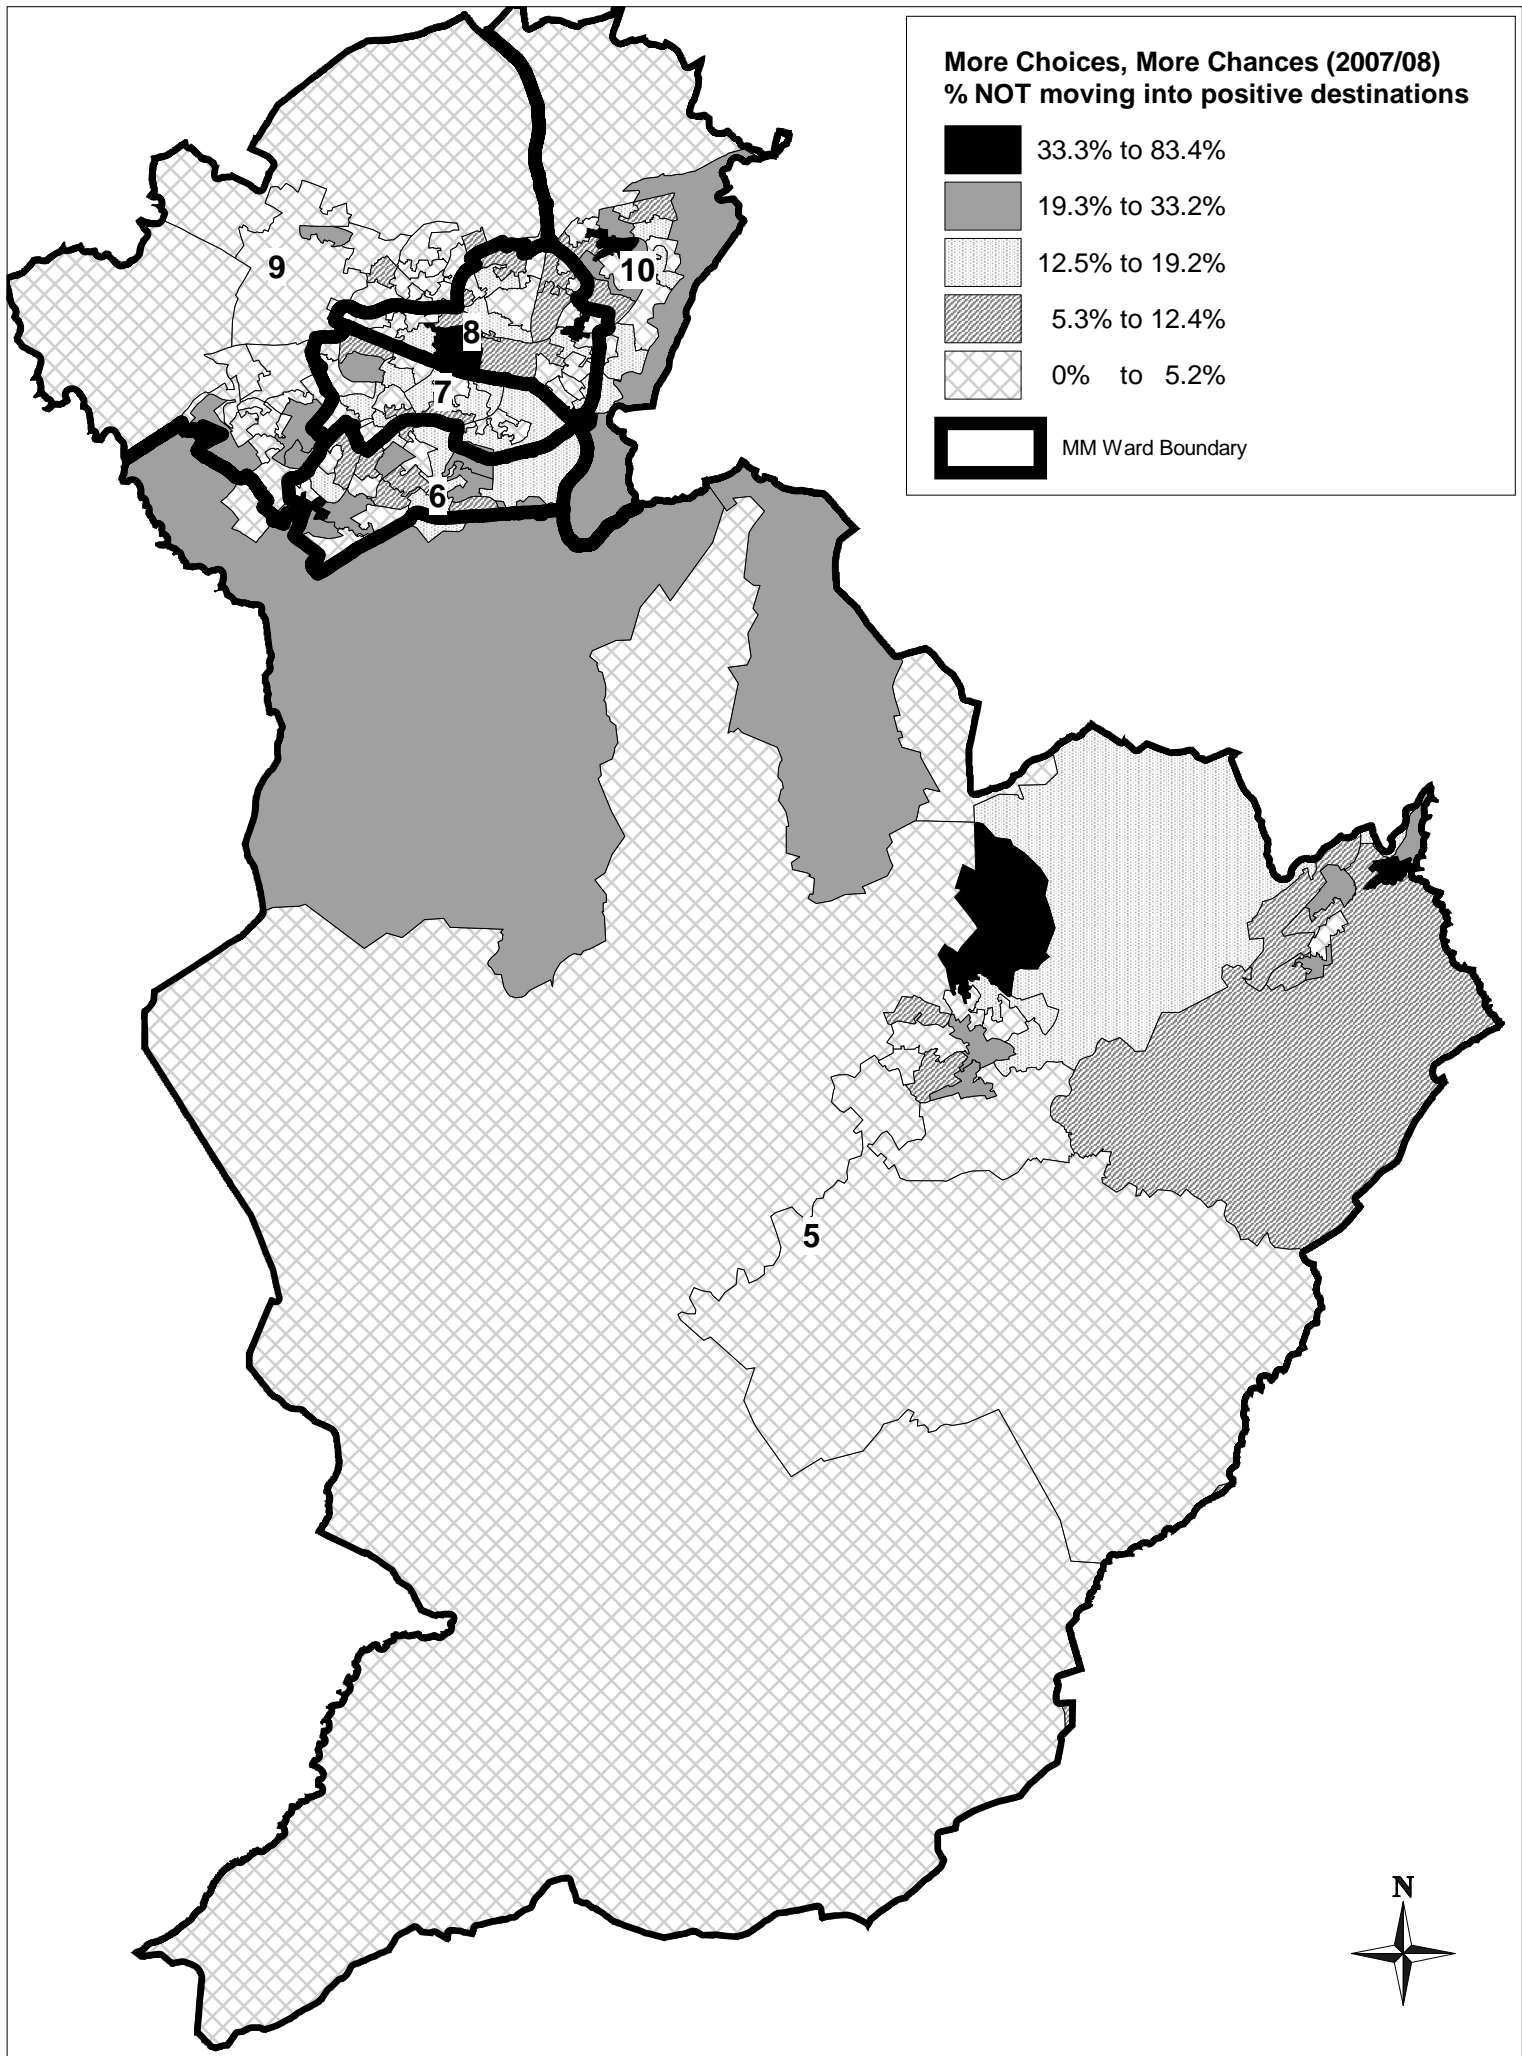 More Choices, More Chances (2007/08)
% NOT moving into positive destinations
33.3% to 83.4%
19.3% to 33.2%
12.5% to 19.2%
5.3% to 12.4%
0% to 5.2%
MM Ward Boundary
9
10
8
7
6
5
N